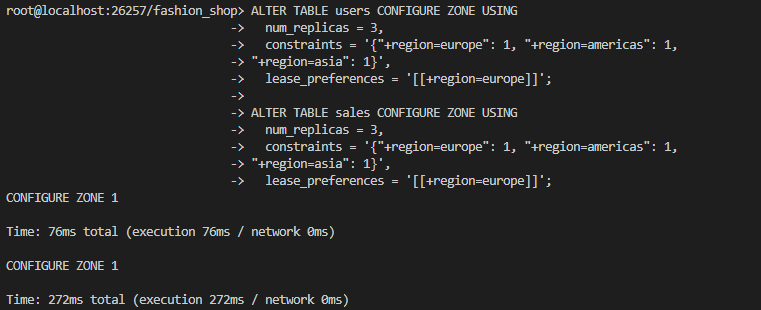 root@localhost:26257/fashion_shop> ALTER TABLE users CONFIGURE ZONE USING
-> num_replicas = 3,
-> constraints = '{"+region=europe": 1, "+region=americas": 1,
-> "+region=asia": 1}',
-> lease_preferences = '[[+region=europe]]';
->
-> ALTER TABLE sales CONFIGURE ZONE USING
-> num_replicas = 3,
-> constraints = '{"+region=europe": 1, "+region=americas": 1,
-> "+region=asia": 1}',
-> lease_preferences = '[[+region=europe]]';
CONFIGURE ZONE 1
Time: 76ms total (execution 76ms / network 0ms)
CONFIGURE ZONE 1
Time: 272ms total (execution 272ms / network 0ms)